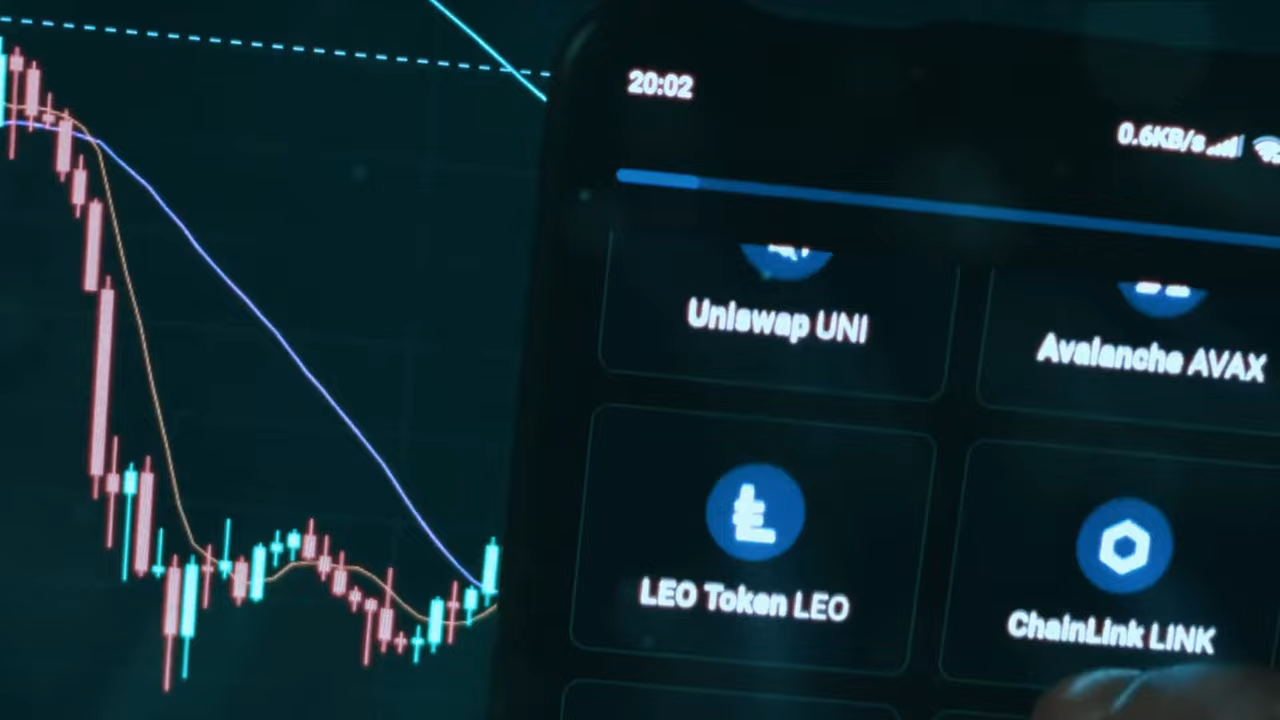 20:02
0.6KB/s
Uniswap UNI
Avalanche AVAX
LEO Token LEO
ChainLink LINK